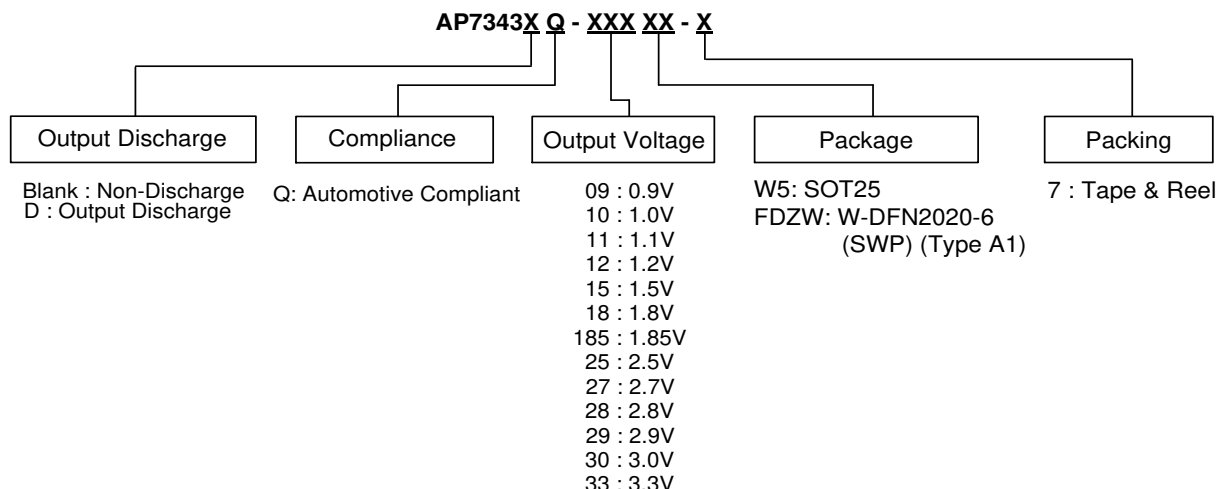 AP7343X Q - XXX XX - X
Output Discharge
Blank : Non-Discharge
D : Output Discharge
Compliance
Q: Automotive Compliant
Output Voltage
09 : 0.9V
10 : 1.0V
11 : 1.1V
12 : 1.2V
15 : 1.5V
18 : 1.8V
185 : 1.85V
25 : 2.5V
27 : 2.7V
28 : 2.8V
29 : 2.9V
30 : 3.0V
33 : 3.3V
Package
W5: SOT25
FDZW: W-DFN2020-6
(SWP) (Type A1)
Packing
7 : Tape & Reel